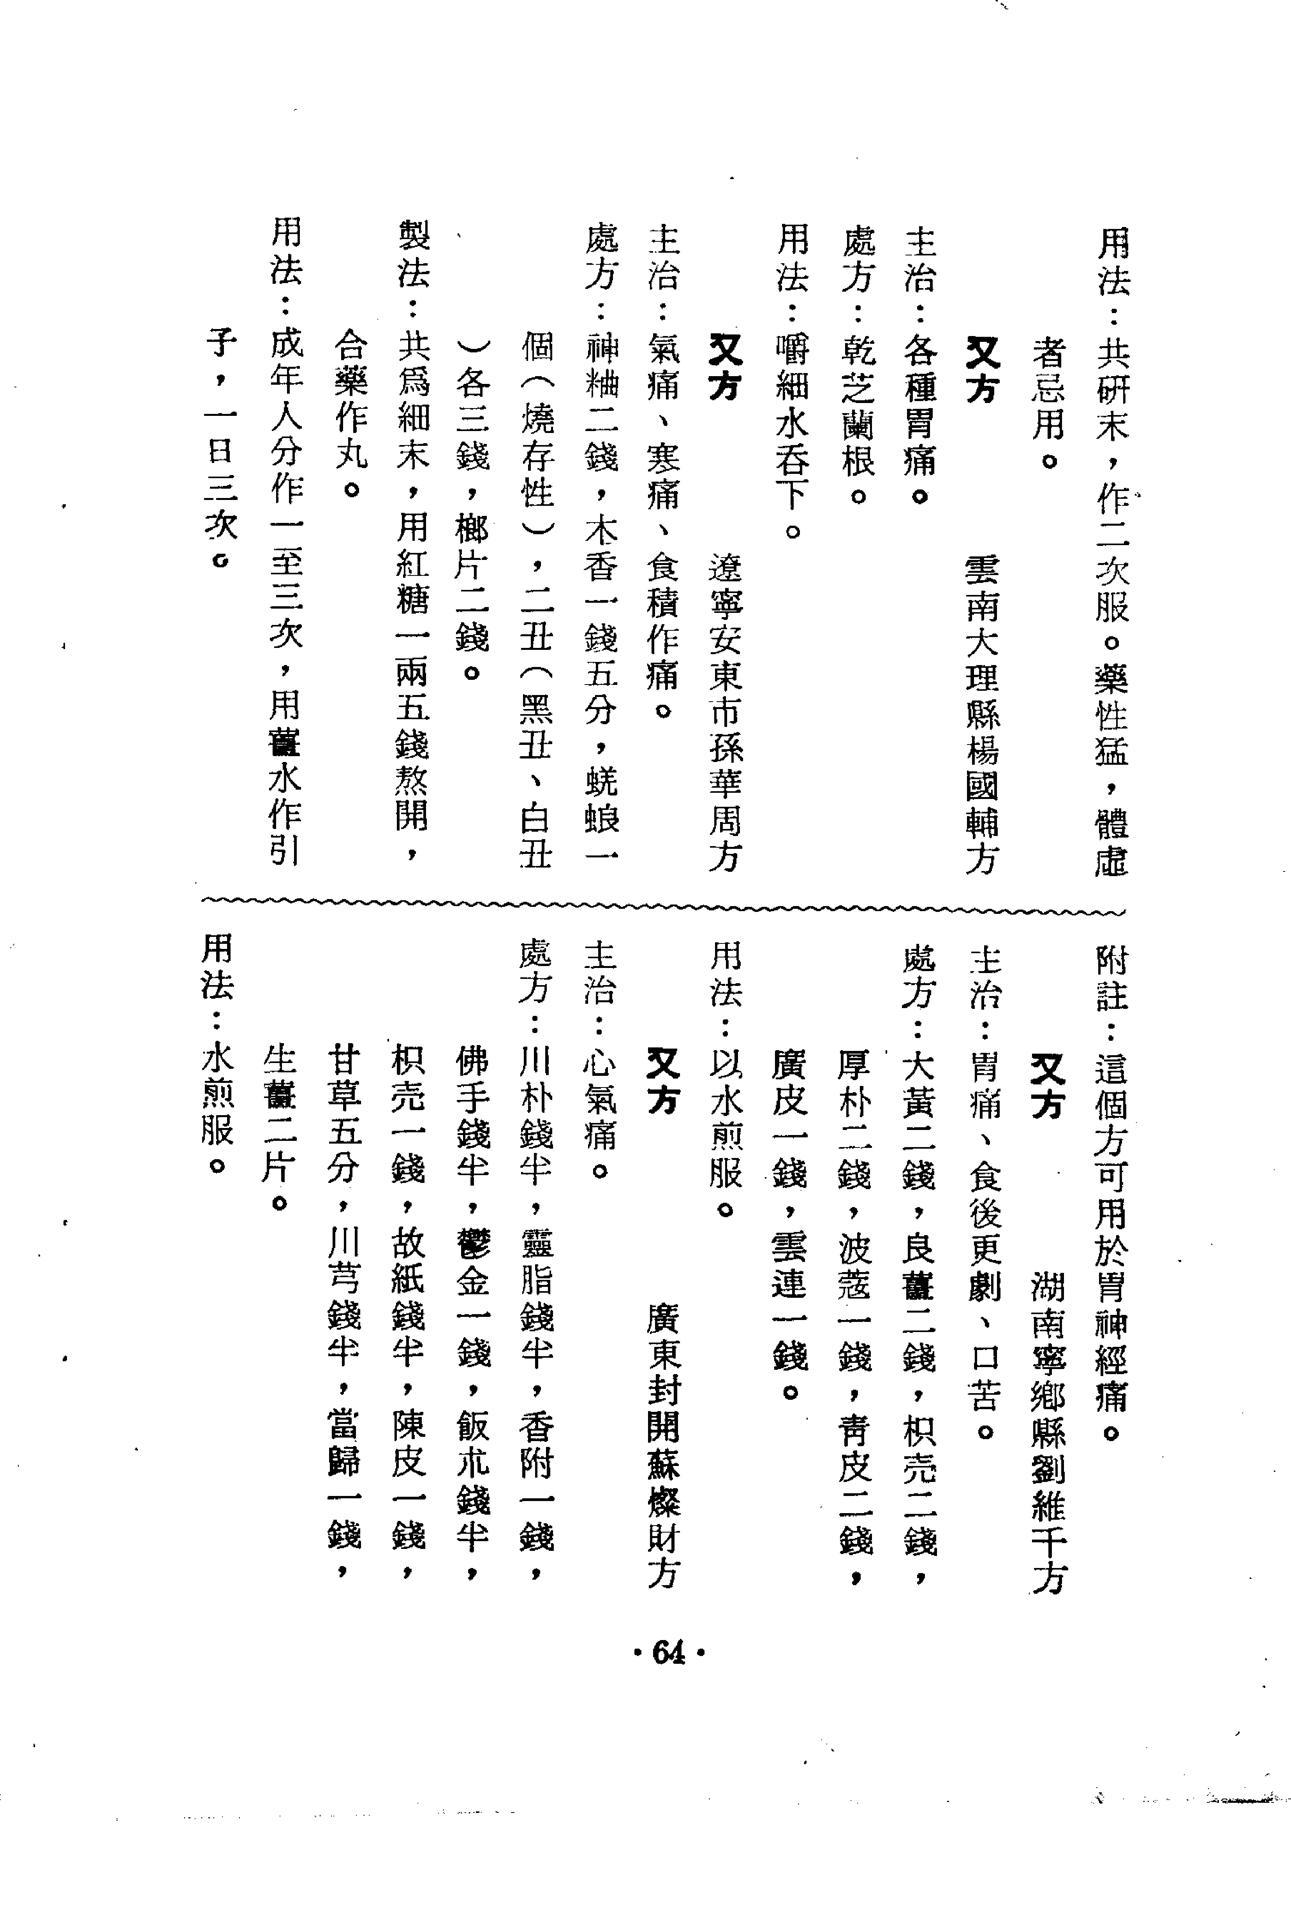 用法：共研末，作二次服。藥性猛，體虛
者忌用。
又方　雲南大理縣楊國輔方
主治：各種胃痛。
處方：乾芝蘭根。
用法：嚼細水吞下。
又方　遼寧安東市孫華周方
主治：氣痛、寒痛、食積作痛。
處方：神粬二錢，木香一錢五分，蜣蜋一
個（燒存性），二丑（黑丑、白丑
）各三錢，榔片二錢。
製法：共爲細末，用紅糖一兩五錢熬開，
合藥作丸。
用法：成年人分作一至三次，用薑水作引
子，一日三次。
附註：這個方可用於胃神經痛。
又方　湖南寧鄉縣劉維千方
主治：胃痛、食後更劇、口苦。
處方：大黃二錢，良薑二錢，枳壳二錢，
厚朴二錢，波蔻一錢，青皮二錢，
廣皮一錢，雲連一錢。
用法：以水煎服。
又方　廣東封開蘇燦財方
主治：心氣痛。
處方：川朴錢半，靈脂錢半，香附一錢，
佛手錢半，鬱金一錢，飯朮錢半，
枳壳一錢，故紙錢半，陳皮一錢，
甘草五分，川芎錢半，當歸一錢，
生薑二片。
用法：水煎服。
·64·